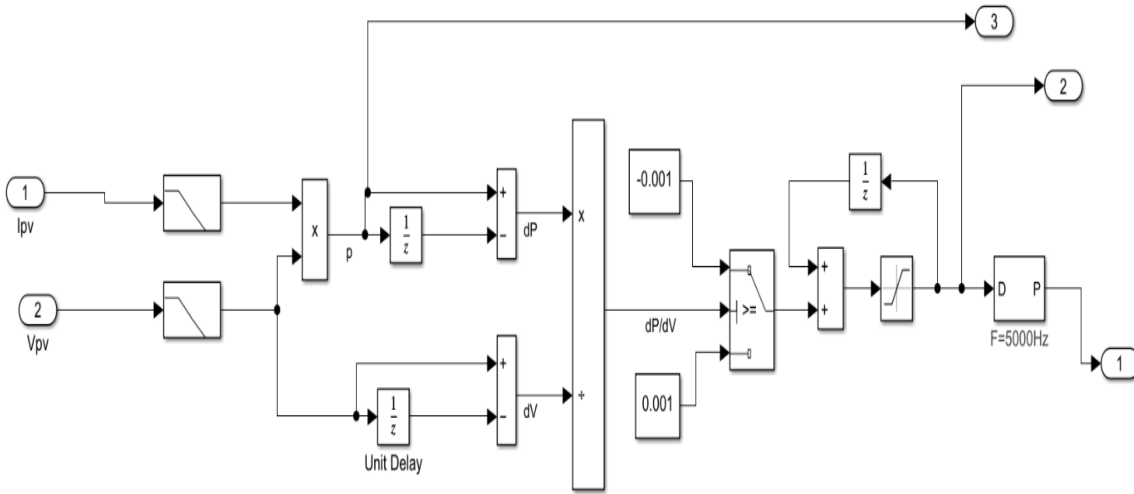 3
2
1
Ipv
x
p
1
z
+
−
dP
x
-0.001
1
z
2
Vpv
+
−
dV
1
z
Unit Delay
÷
dP/dV
>=
0.001
+
+
D P
F=5000Hz
1